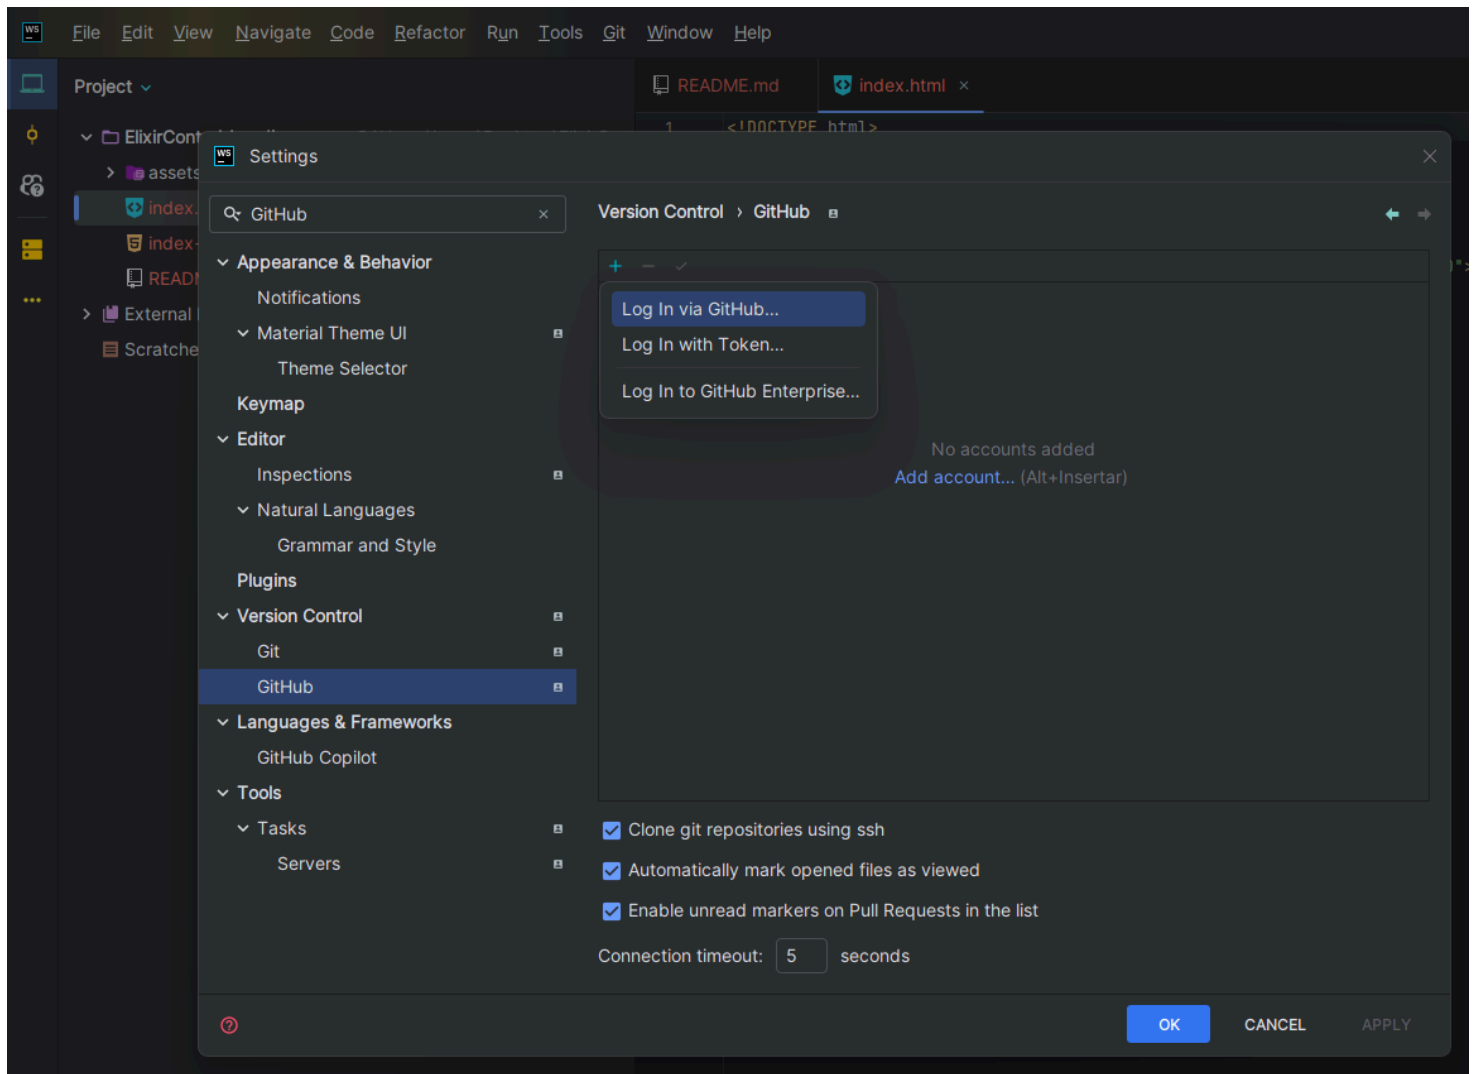 WS File Edit View Navigate Code Refactor Run Tools Git Window Help
Project
README.md
index.html
1 <!DOCTYPE html>
ElixirCont
assets
index.
index-
READ
External
Scratche
WS Settings
GitHub
Appearance & Behavior
Notifications
Material Theme UI
Theme Selector
Keymap
Editor
Inspections
Natural Languages
Grammar and Style
Plugins
Version Control
Git
GitHub
Languages & Frameworks
GitHub Copilot
Tools
Tasks
Servers
Version Control › GitHub
Log In via GitHub...
Log In with Token...
Log In to GitHub Enterprise...
No accounts added
Add account... (Alt+Insertar)
Clone git repositories using ssh
Automatically mark opened files as viewed
Enable unread markers on Pull Requests in the list
Connection timeout: 5 seconds
OK
CANCEL
APPLY